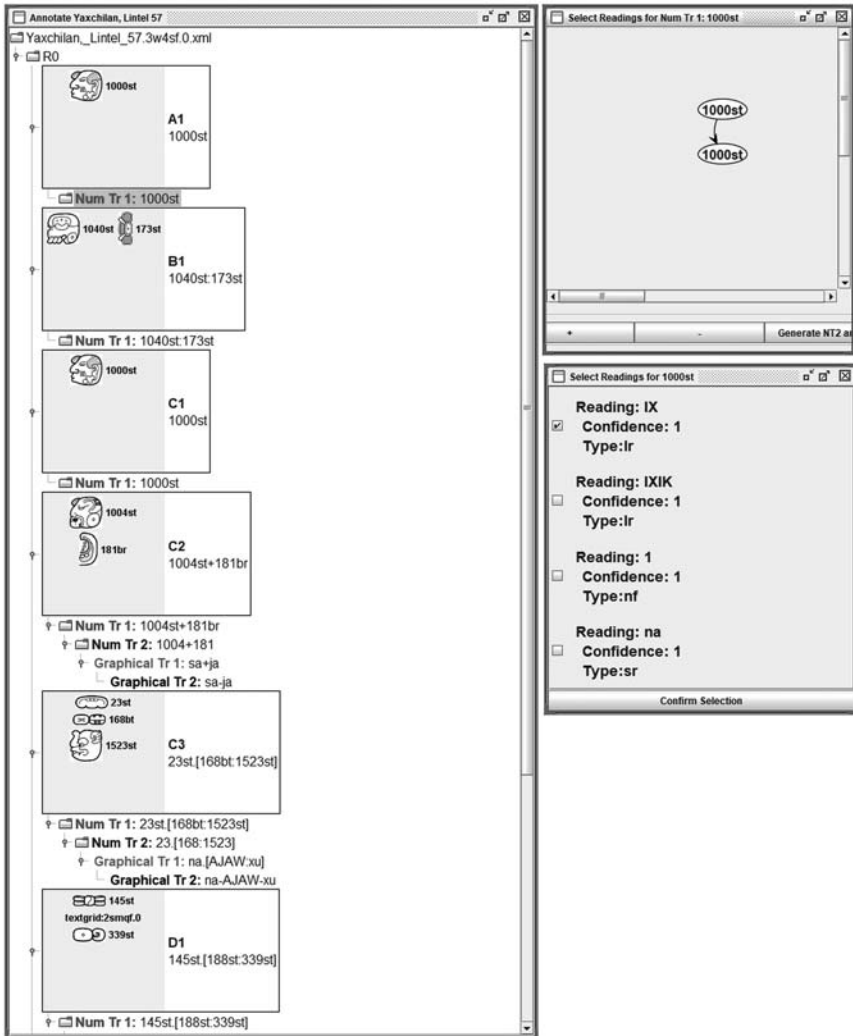 Annotate Yaxchilan, Lintel 57
Yaxchilan,_Lintel_57.3w4sf.0.xml
R0
1000st
A1
1000st
Num Tr 1: 1000st
1040st 173st
B1
1040st:173st
Num Tr 1: 1040st:173st
1000st
C1
1000st
Num Tr 1: 1000st
1004st
181br
C2
1004st+181br
Num Tr 1: 1004st+181br
Num Tr 2: 1004+181
Graphical Tr 1: sa+ja
Graphical Tr 2: sa-ja
23st
168bt
1523st
C3
23st.[168bt:1523st]
Num Tr 1: 23st.[168bt:1523st]
Num Tr 2: 23.[168:1523]
Graphical Tr 1: na.[AJAW:xu]
Graphical Tr 2: na-AJAW-xu
145st
textgrid:2smqf.0
339st
D1
145st.[188st:339st]
Num Tr 1: 145st.[188st:339st]
Select Readings for Num Tr 1: 1000st
1000st
1000st
+ - Generate NT2 ar
Select Readings for 1000st
Reading: IX
Confidence: 1
Type:lr
Reading: IXIK
Confidence: 1
Type:lr
Reading: 1
Confidence: 1
Type:nf
Reading: na
Confidence: 1
Type:sr
Confirm Selection